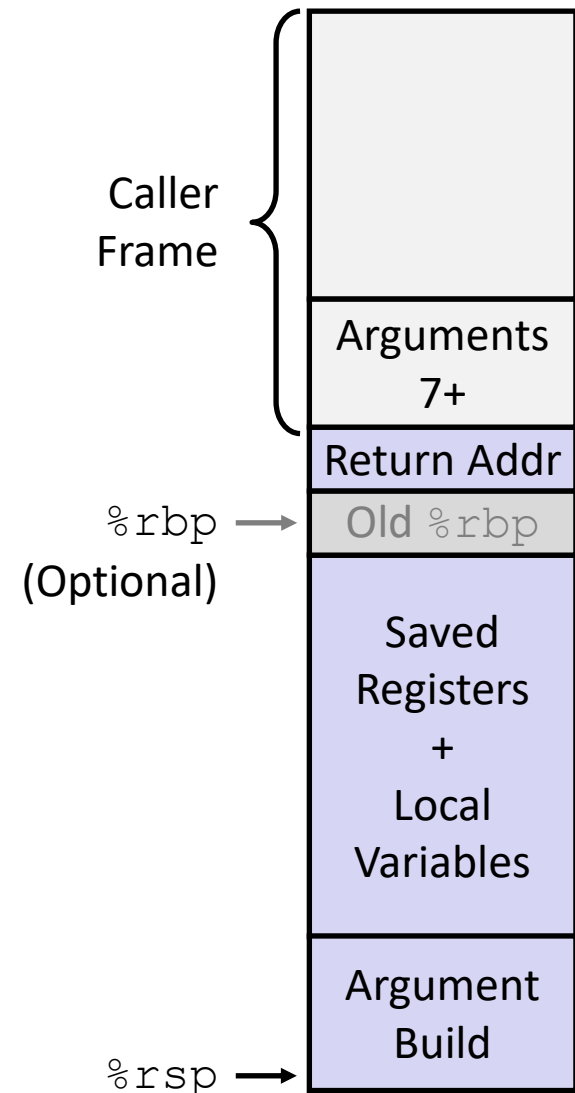 Caller
Frame
Arguments
7+
Return Addr
%rbp
(Optional)
Old %rbp
Saved
Registers
+
Local
Variables
Argument
Build
%rsp